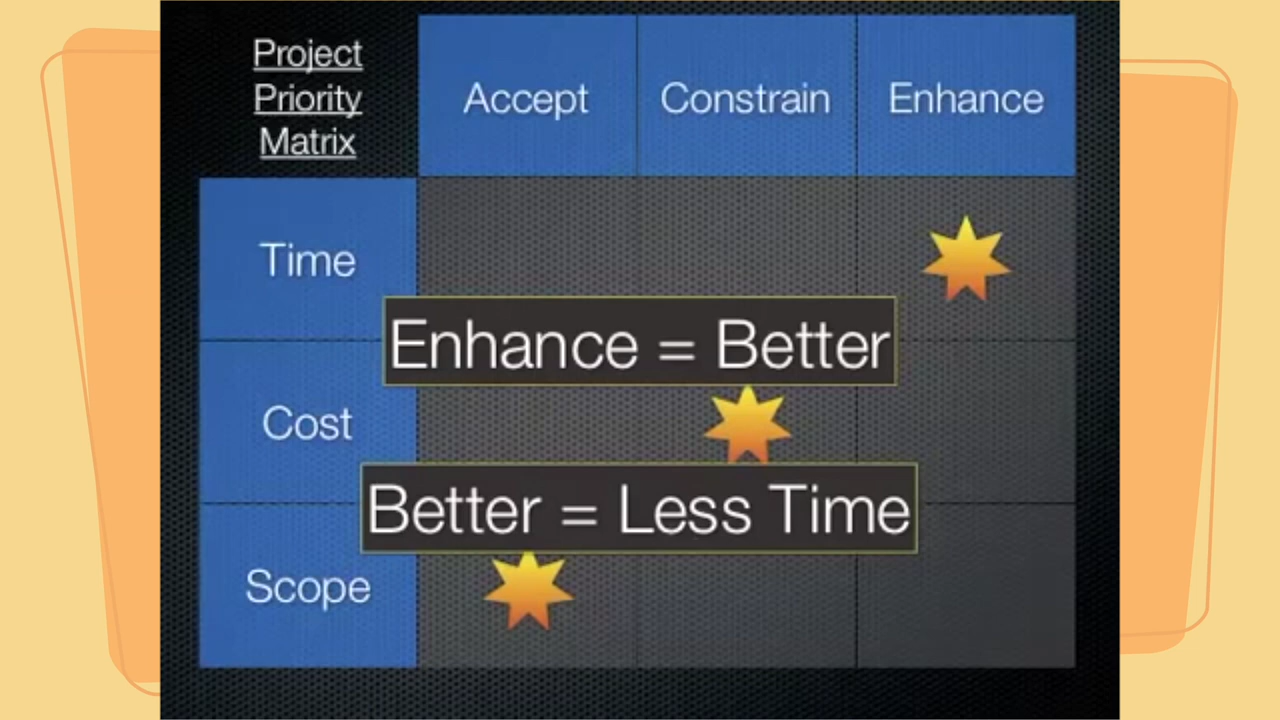 Project
Priority
Matrix
Accept
Constrain
Enhance
Time
Enhance = Better
Cost
Better = Less Time
Scope